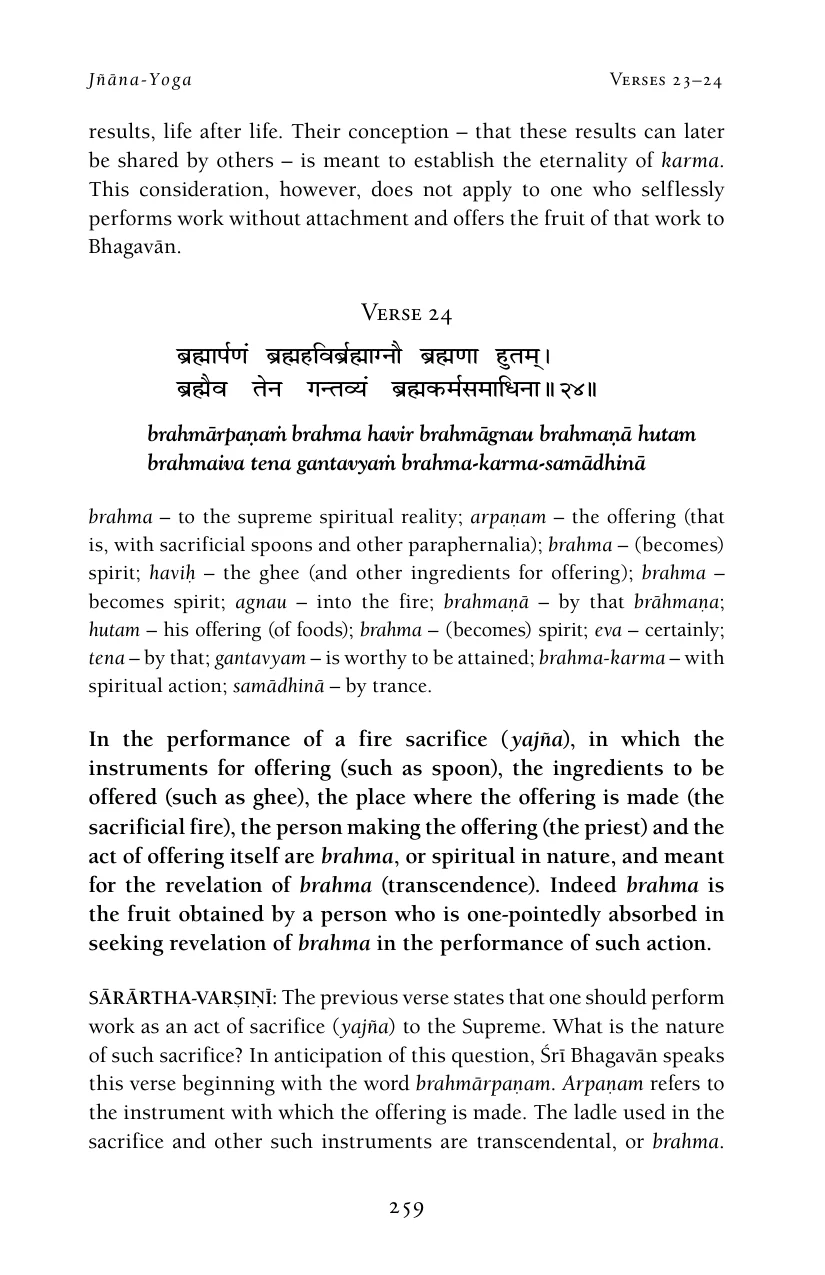 Jñāna-Yoga Verses 23–24
results, life after life. Their conception – that these results can later
be shared by others – is meant to establish the eternality of karma.
This consideration, however, does not apply to one who selflessly
performs work without attachment and offers the fruit of that work to
Bhagavān.
Verse 24
ब्रह्मार्पणं ब्रह्महविर्ब्रह्माग्नौ ब्रह्मणा हुतम्।
ब्रह्मैव तेन गन्तव्यं ब्रह्मकर्मसमाधिना॥२४॥
brahmārpaṇaṁ brahma havir brahmāgnau brahmaṇā hutam
brahmaiva tena gantavyaṁ brahma-karma-samādhinā
brahma – to the supreme spiritual reality; arpaṇam – the offering (that
is, with sacrificial spoons and other paraphernalia); brahma – (becomes)
spirit; haviḥ – the ghee (and other ingredients for offering); brahma –
becomes spirit; agnau – into the fire; brahmaṇā – by that brāhmaṇa;
hutam – his offering (of foods); brahma – (becomes) spirit; eva – certainly;
tena – by that; gantavyam – is worthy to be attained; brahma-karma – with
spiritual action; samādhinā – by trance.
In the performance of a fire sacrifice (yajña), in which the
instruments for offering (such as spoon), the ingredients to be
offered (such as ghee), the place where the offering is made (the
sacrificial fire), the person making the offering (the priest) and the
act of offering itself are brahma, or spiritual in nature, and meant
for the revelation of brahma (transcendence). Indeed brahma is
the fruit obtained by a person who is one-pointedly absorbed in
seeking revelation of brahma in the performance of such action.
SĀRĀRTHA-VARṢIṆĪ: The previous verse states that one should perform
work as an act of sacrifice (yajña) to the Supreme. What is the nature
of such sacrifice? In anticipation of this question, Śrī Bhagavān speaks
this verse beginning with the word brahmārpaṇam. Arpaṇam refers to
the instrument with which the offering is made. The ladle used in the
sacrifice and other such instruments are transcendental, or brahma.
259